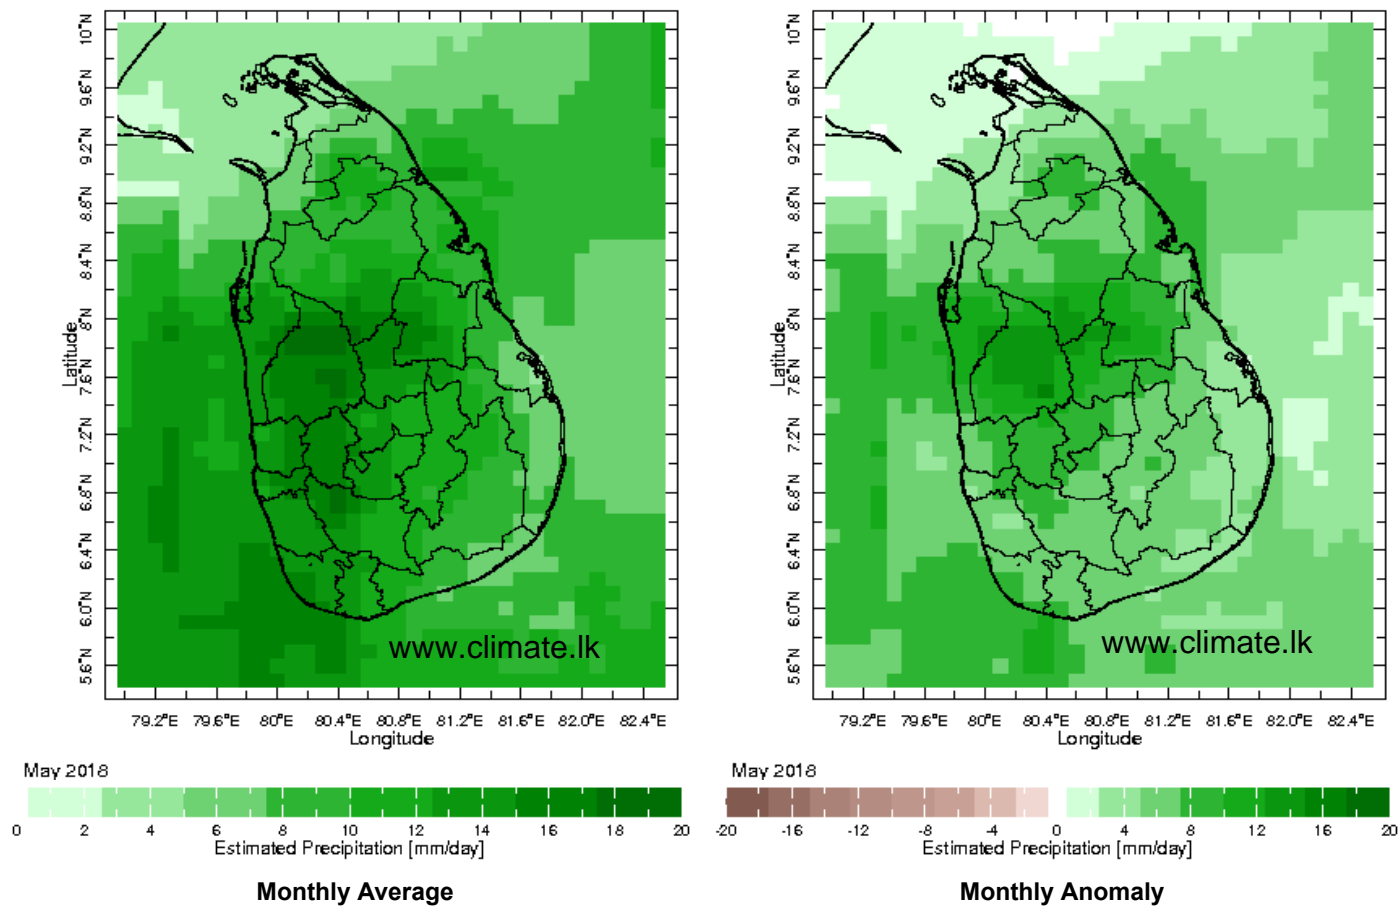 10°N
9.6°N
9.2°N
8.8°N
8.4°N
8°N
7.6°N
7.2°N
6.8°N
6.4°N
6.0°N
5.6°N
Latitude
www.climate.lk
79.2°E 79.6°E 80°E 80.4°E 80.8°E 81.2°E 81.6°E 82.0°E 82.4°E
Longitude
May 2018
0 2 4 6 8 10 12 14 16 18 20
Estimated Precipitation [mm/day]
Monthly Average
10°N
9.6°N
9.2°N
8.8°N
8.4°N
8°N
7.6°N
7.2°N
6.8°N
6.4°N
6.0°N
5.6°N
Latitude
www.climate.lk
79.2°E 79.6°E 80°E 80.4°E 80.8°E 81.2°E 81.6°E 82.0°E 82.4°E
Longitude
May 2018
-20 -16 -12 -8 -4 0 4 8 12 16 20
Estimated Precipitation [mm/day]
Monthly Anomaly